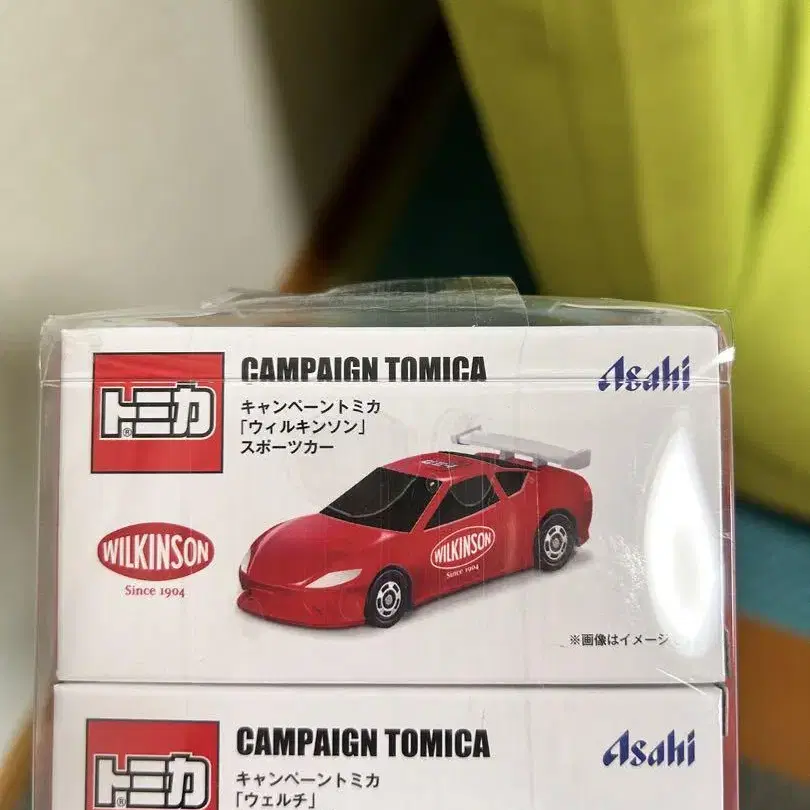 CAMPAIGN TOMICA
Asahi
トミカ
®
キャンペーントミカ
「ウィルキンソン」
スポーツカー
WILKINSON
Since 1904
WILKINSON
Since 1904
※画像はイメージ
CAMPAIGN TOMICA
Asahi
トミカ
®
キャンペーントミカ
「ウェルチ」